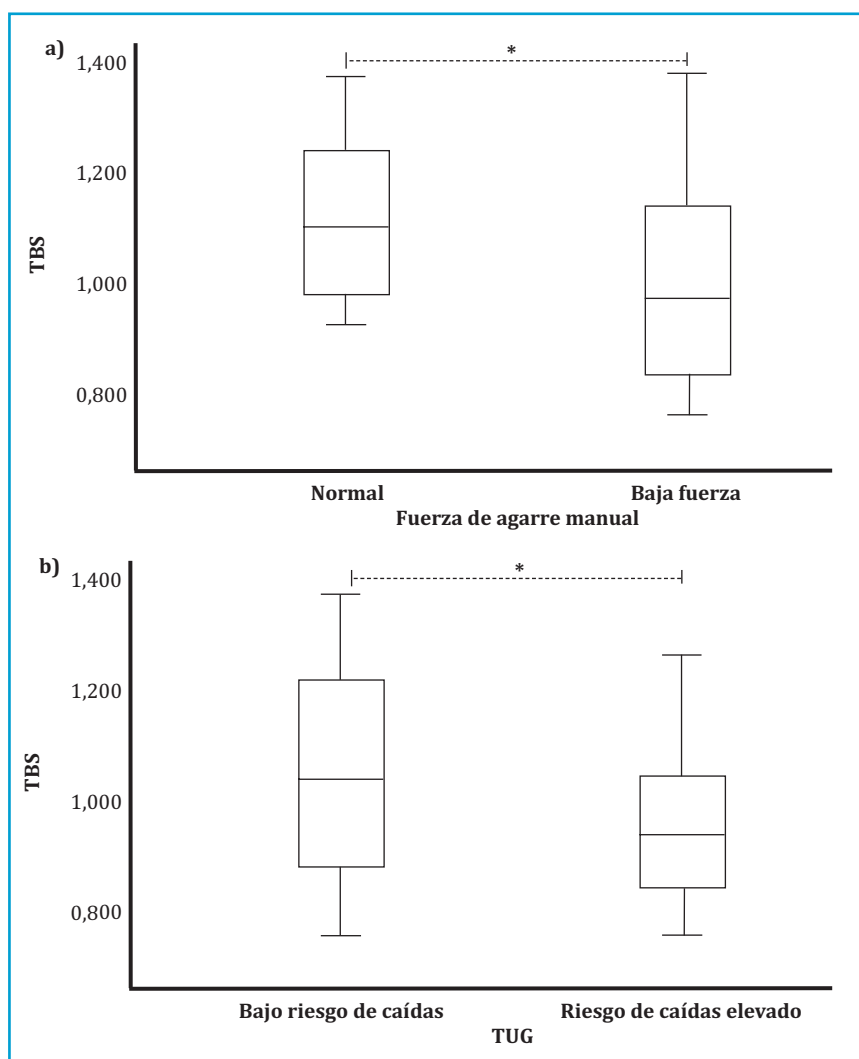 a)
*
1,400
1,200
1,000
0,800
TBS
Normal
Baja fuerza
Fuerza de agarre manual
b)
*
1,400
1,200
1,000
0,800
TBS
Bajo riesgo de caídas
Riesgo de caídas elevado
TUG